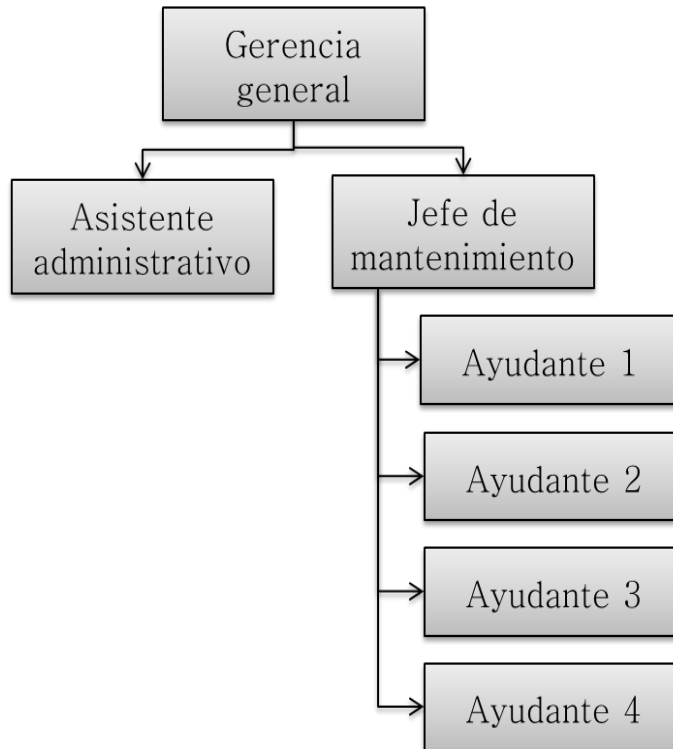 Gerencia
general
Asistente
administrativo
Jefe de
mantenimiento
Ayudante 1
Ayudante 2
Ayudante 3
Ayudante 4